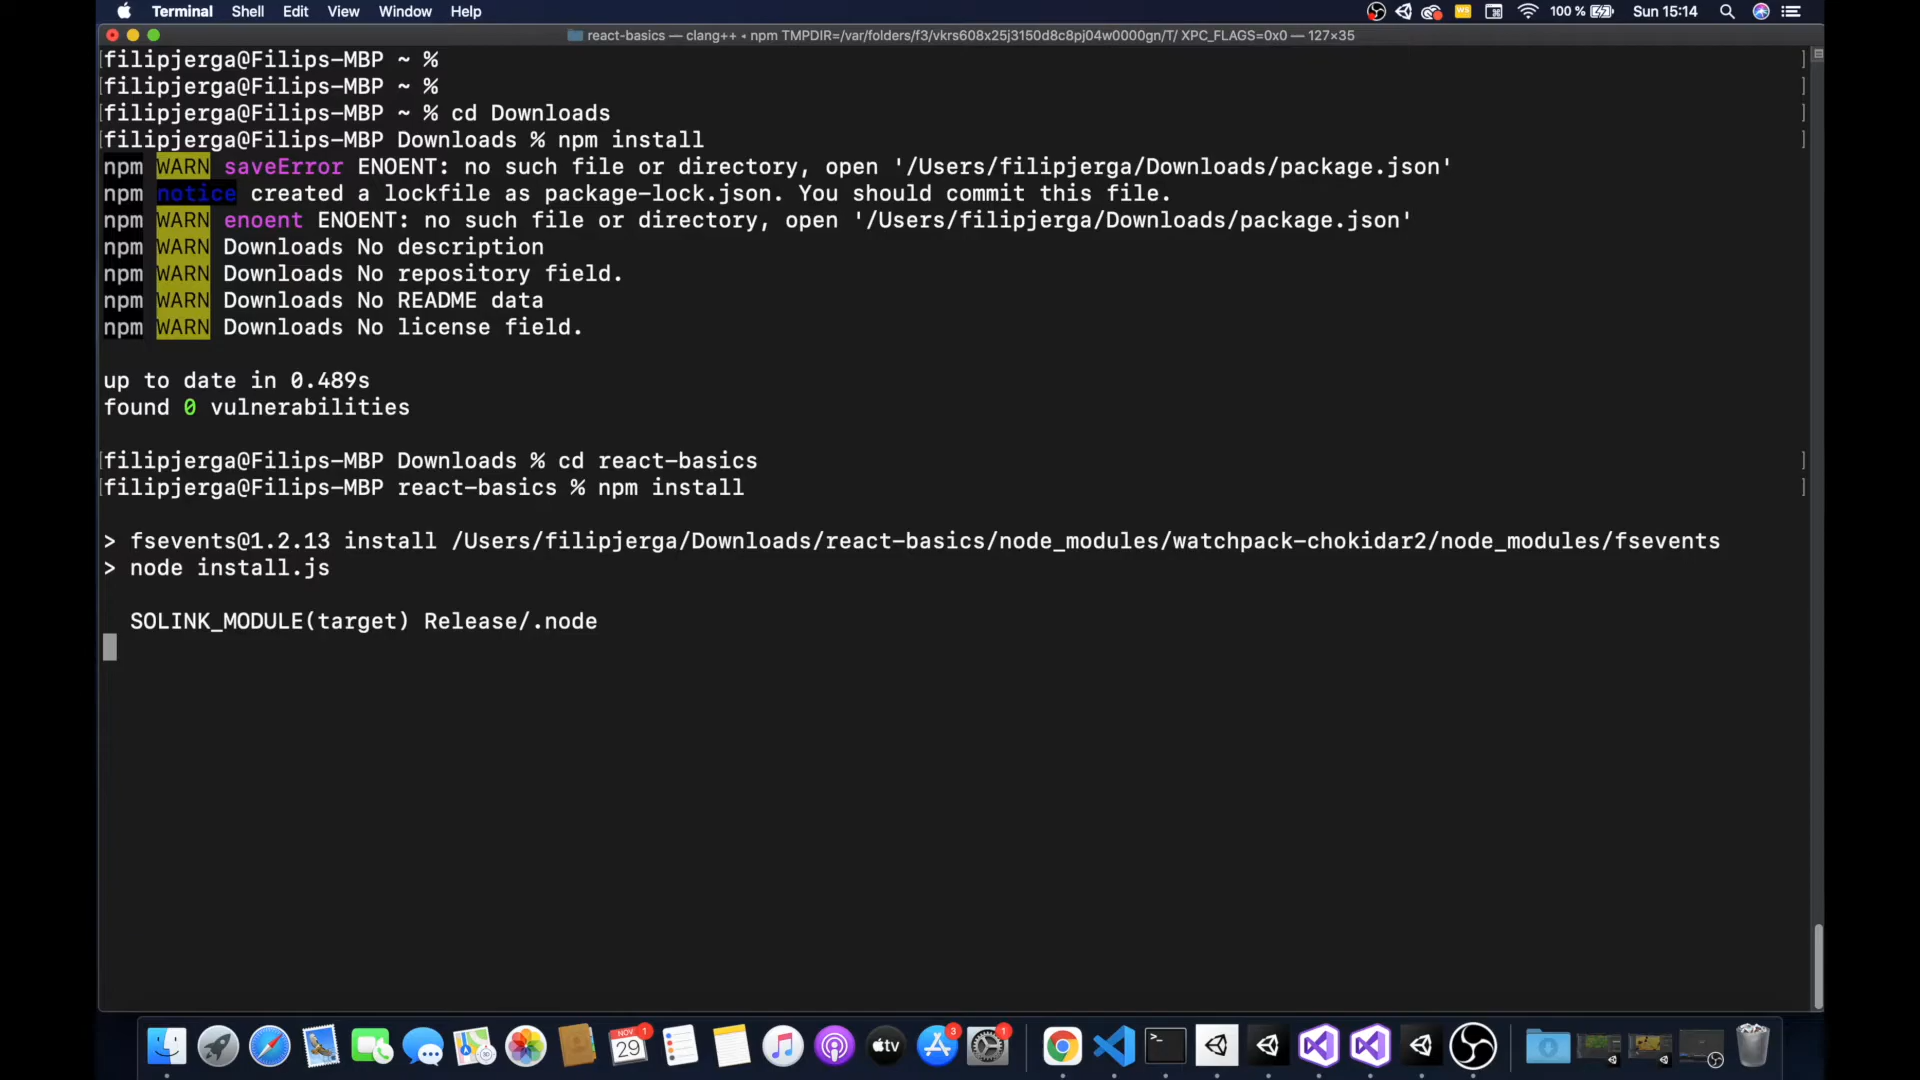 Terminal Shell Edit View Window Help 100 % Sun 15:14
react-basics — clang++ ◂ npm TMPDIR=/var/folders/f3/vkrs608x25j3150d8c8pj04w0000gn/T/ XPC_FLAGS=0x0 — 127×35
filipjerga@Filips-MBP ~ %
filipjerga@Filips-MBP ~ %
filipjerga@Filips-MBP ~ % cd Downloads
filipjerga@Filips-MBP Downloads % npm install
npm WARN saveError ENOENT: no such file or directory, open '/Users/filipjerga/Downloads/package.json'
npm notice created a lockfile as package-lock.json. You should commit this file.
npm WARN enoent ENOENT: no such file or directory, open '/Users/filipjerga/Downloads/package.json'
npm WARN Downloads No description
npm WARN Downloads No repository field.
npm WARN Downloads No README data
npm WARN Downloads No license field.
up to date in 0.489s
found 0 vulnerabilities
filipjerga@Filips-MBP Downloads % cd react-basics
filipjerga@Filips-MBP react-basics % npm install
> fsevents@1.2.13 install /Users/filipjerga/Downloads/react-basics/node_modules/watchpack-chokidar2/node_modules/fsevents
> node install.js
SOLINK_MODULE(target) Release/.node
NOV 29 1
tv
3
1